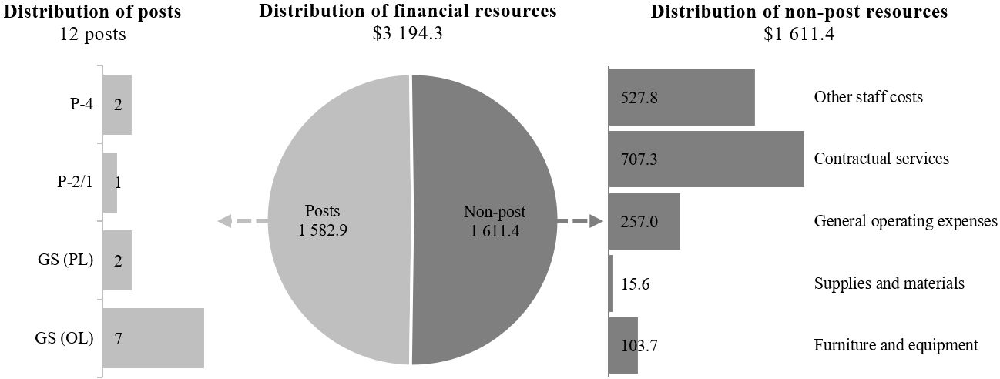 Distribution of posts
12 posts
P-4
2
P-2/1
1
GS (PL)
2
GS (OL)
7
Distribution of financial resources
$3 194.3
Posts
1 582.9
Non-post
1 611.4
Distribution of non-post resources
$1 611.4
527.8 Other staff costs
707.3 Contractual services
257.0 General operating expenses
15.6 Supplies and materials
103.7 Furniture and equipment